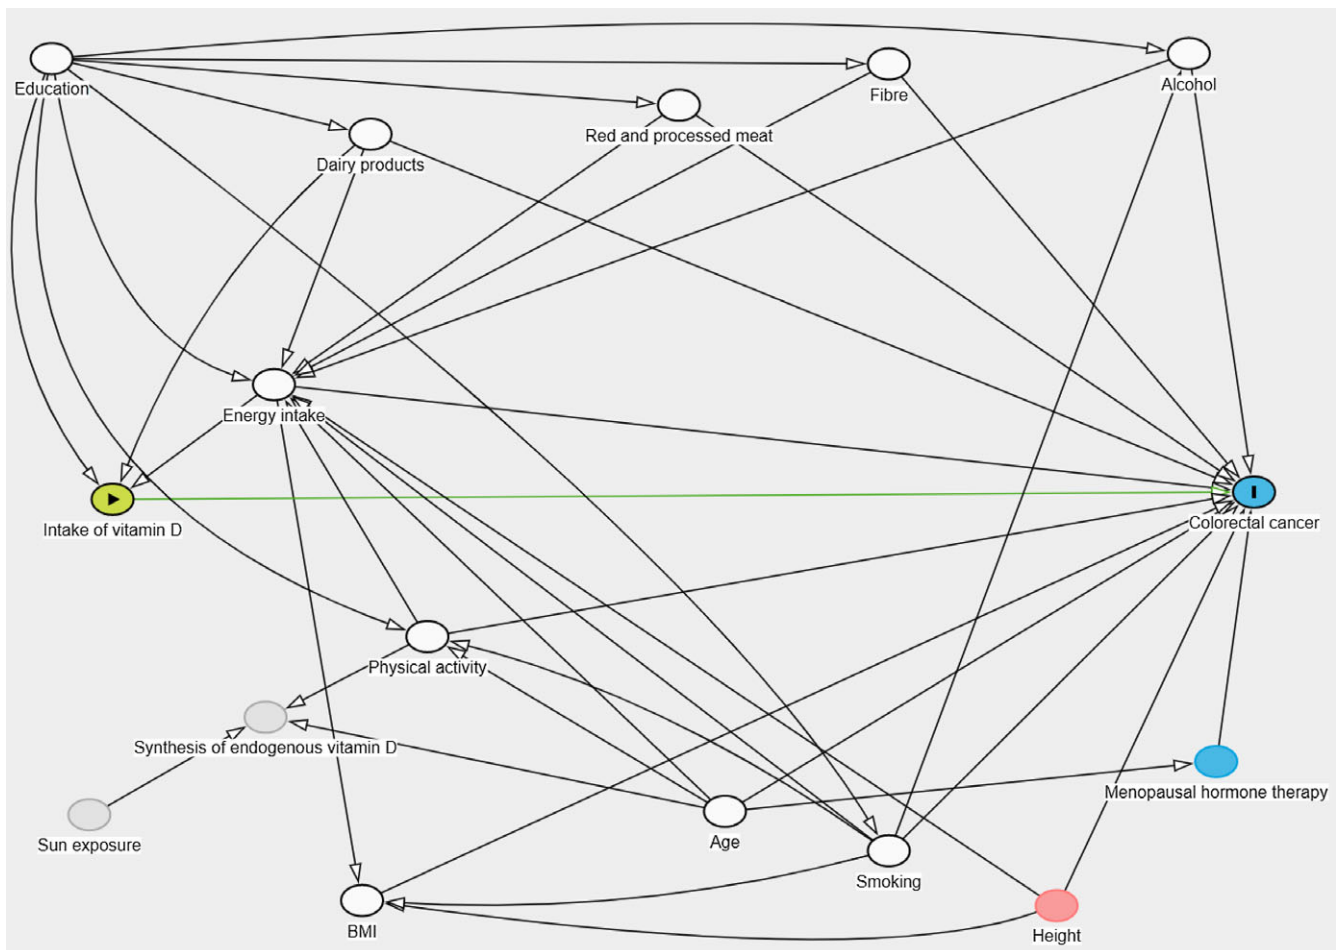 Education
Fibre
Alcohol
Red and processed meat
Dairy products
Energy intake
Intake of vitamin D
Colorectal cancer
Physical activity
Synthesis of endogenous vitamin D
Menopausal hormone therapy
Sun exposure
Age
Smoking
BMI
Height